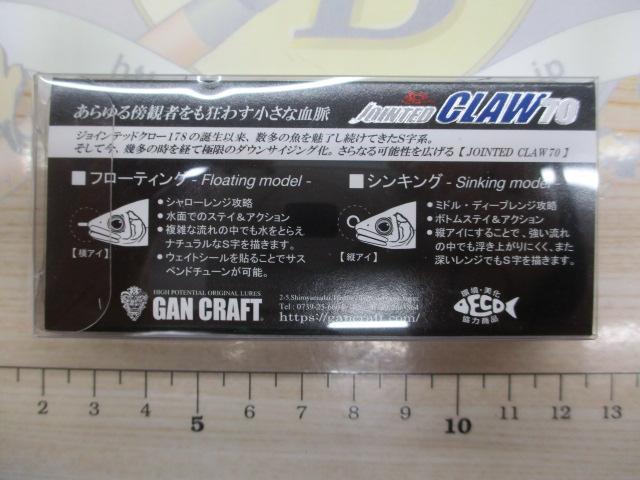 あらゆる傍観者をも狂わす小さな血脈
JOINTED CLAW 70
ジョインテッドクロー178の誕生以来、数多の魚を魅了し続けてきたS字系。
そして今、幾多の時を経て極限のダウンサイジング化。さらなる可能性を広げる【JOINTED CLAW70】
■フローティング - Floating model -
【横アイ】
●シャローレンジ攻略
●水面でのステイ&アクション
●複雑な流れの中でも水をとらえ
ナチュラルなS字を描きます。
●ウェイトシールを貼ることでサス
ペンドチューンが可能。
■シンキング - Sinking model -
【縦アイ】
●ミドル・ディープレンジ攻略
●ボトムステイ&アクション
●縦アイにすることで、強い流れ
の中でも浮き上がりにくく、また
深いレンジでもS字を描きます。
HIGH POTENTIAL ORIGINAL LURES
GAN CRAFT
https://gancraft.com/
環境・美化
ECO
協力商品
2 3 4 5 6 7 8 9 10 11 12 13